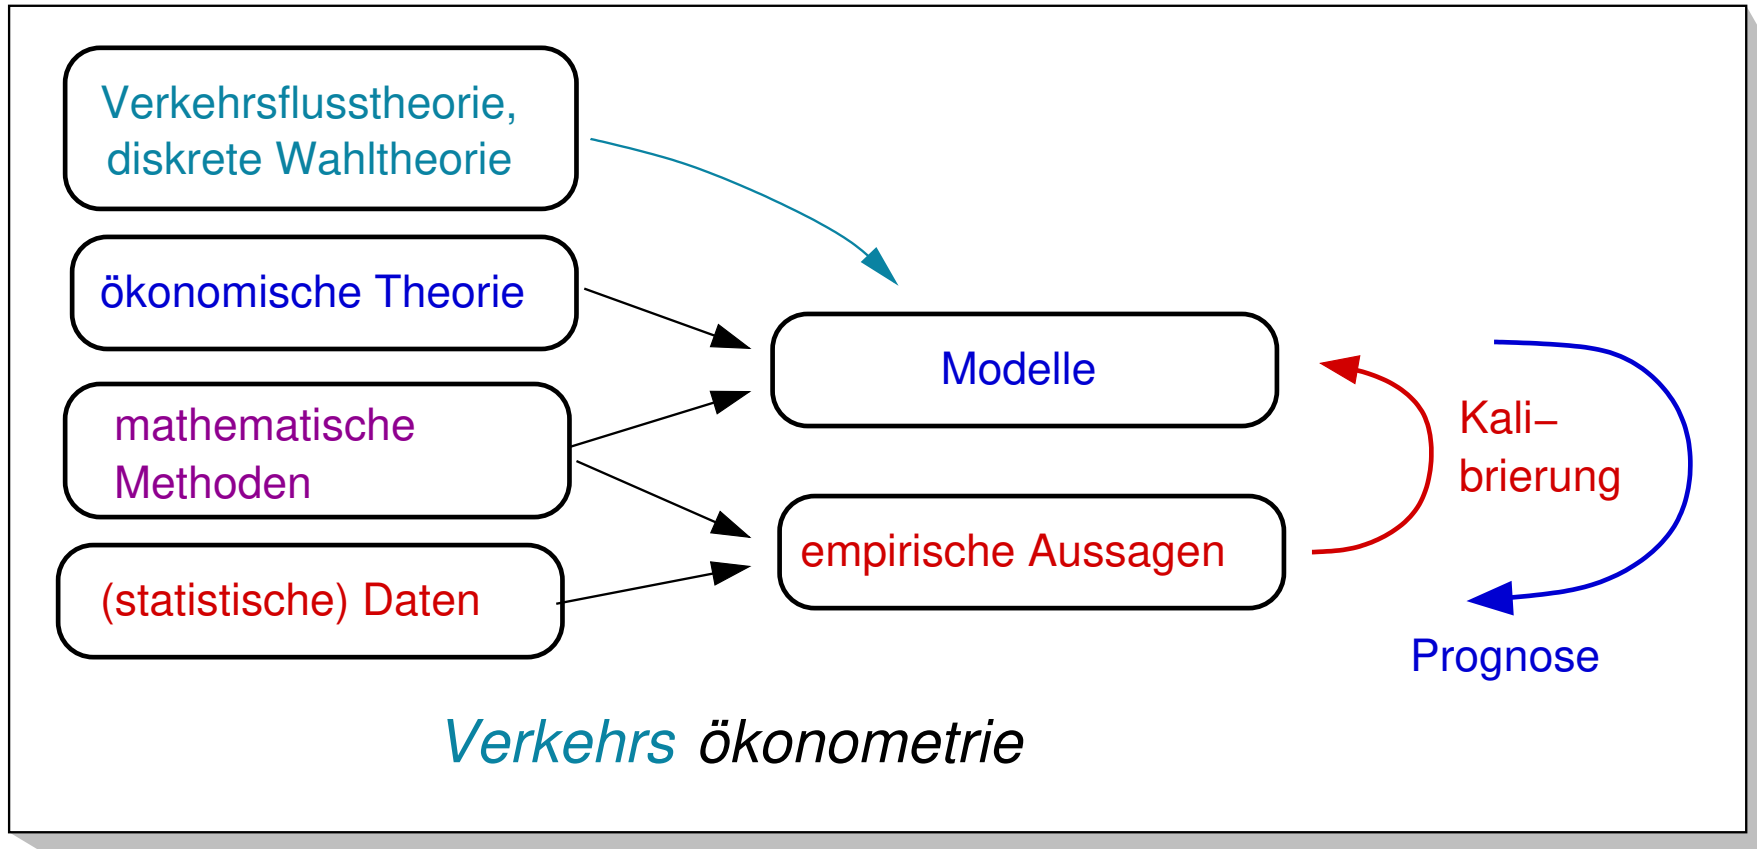 Verkehrsflusstheorie,
diskrete Wahltheorie
ökonomische Theorie
mathematische
Methoden
(statistische) Daten
Modelle
empirische Aussagen
Kali–
brierung
Prognose
Verkehrs ökonometrie